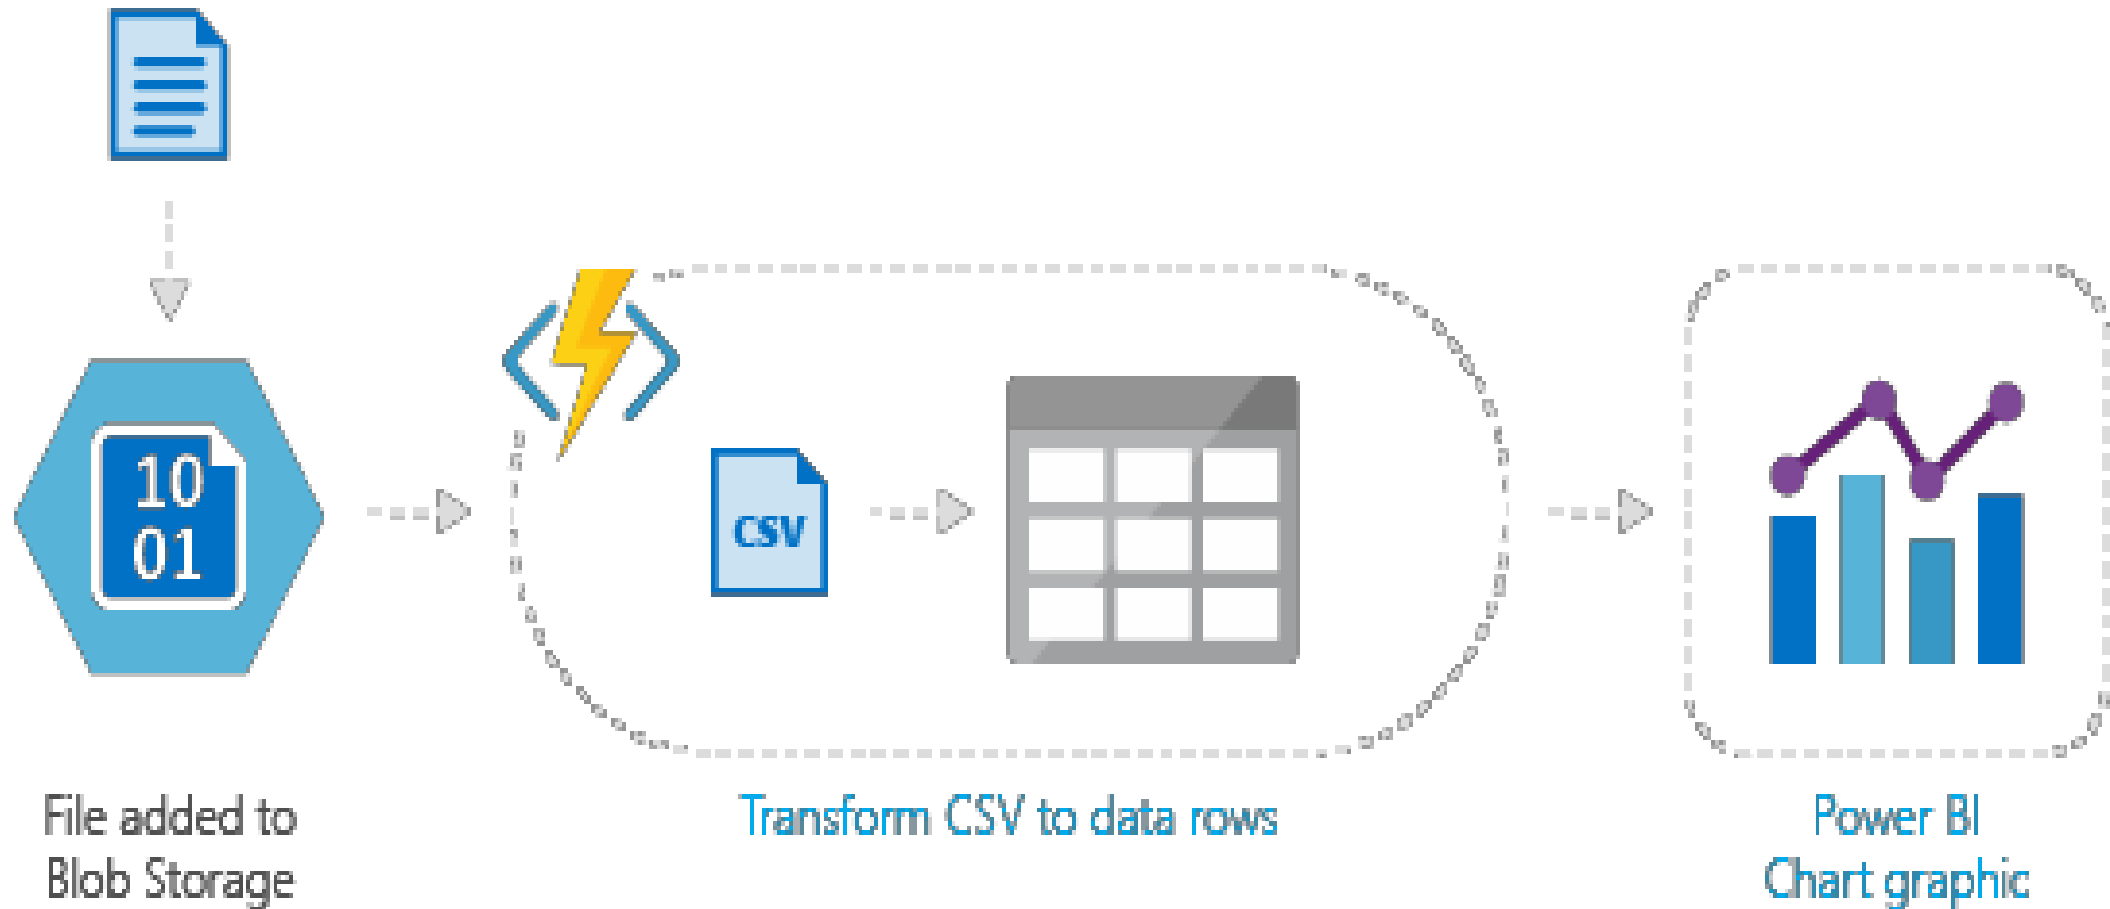 10
01
CSV
File added to
Blob Storage
Transform CSV to data rows
Power BI
Chart graphic